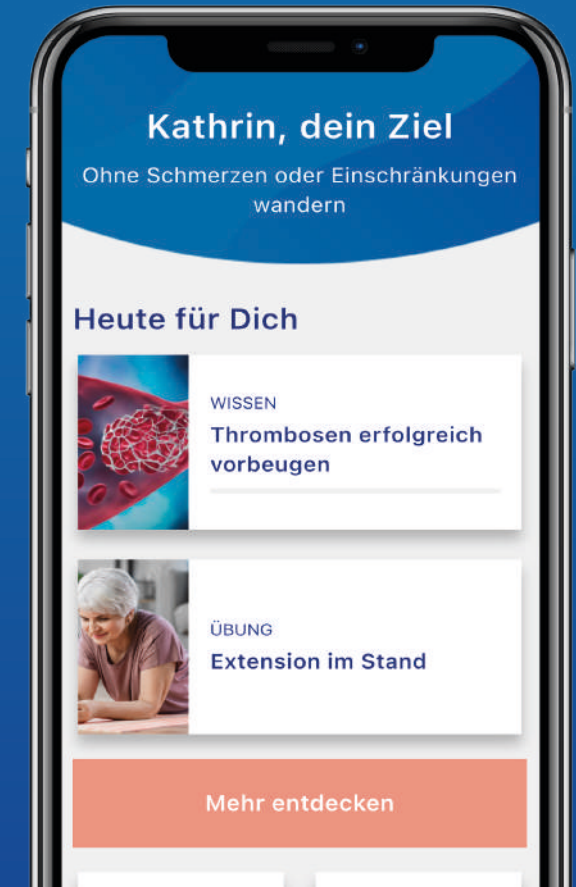 Kathrin, dein Ziel
Ohne Schmerzen oder Einschränkungen
wandern
Heute für Dich
WISSEN
Thrombosen erfolgreich
vorbeugen
ÜBUNG
Extension im Stand
Mehr entdecken